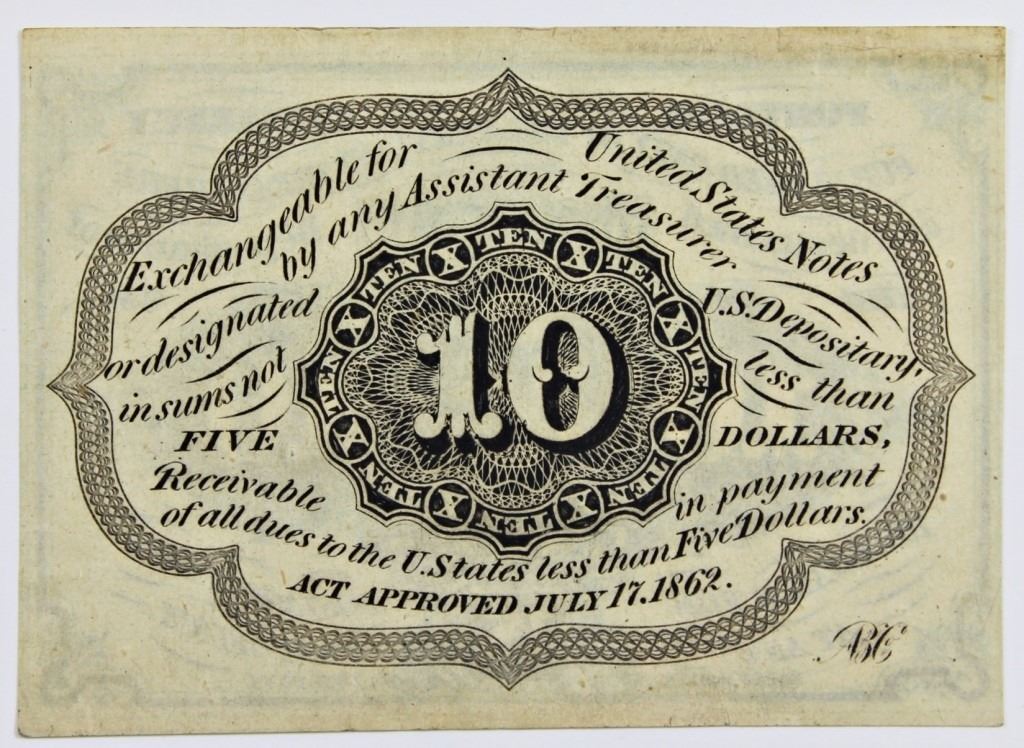 Exchangeable for United States Notes
by any Assistant Treasurer
or designated U.S. Depositary,
in sums not less than
FIVE DOLLARS,
Receivable in payment
of all dues to the U. States less than Five Dollars.
ACT APPROVED JULY 17. 1862.
TEN X TEN X TEN X TEN X TEN X TEN X TEN X TEN X
10
ABC